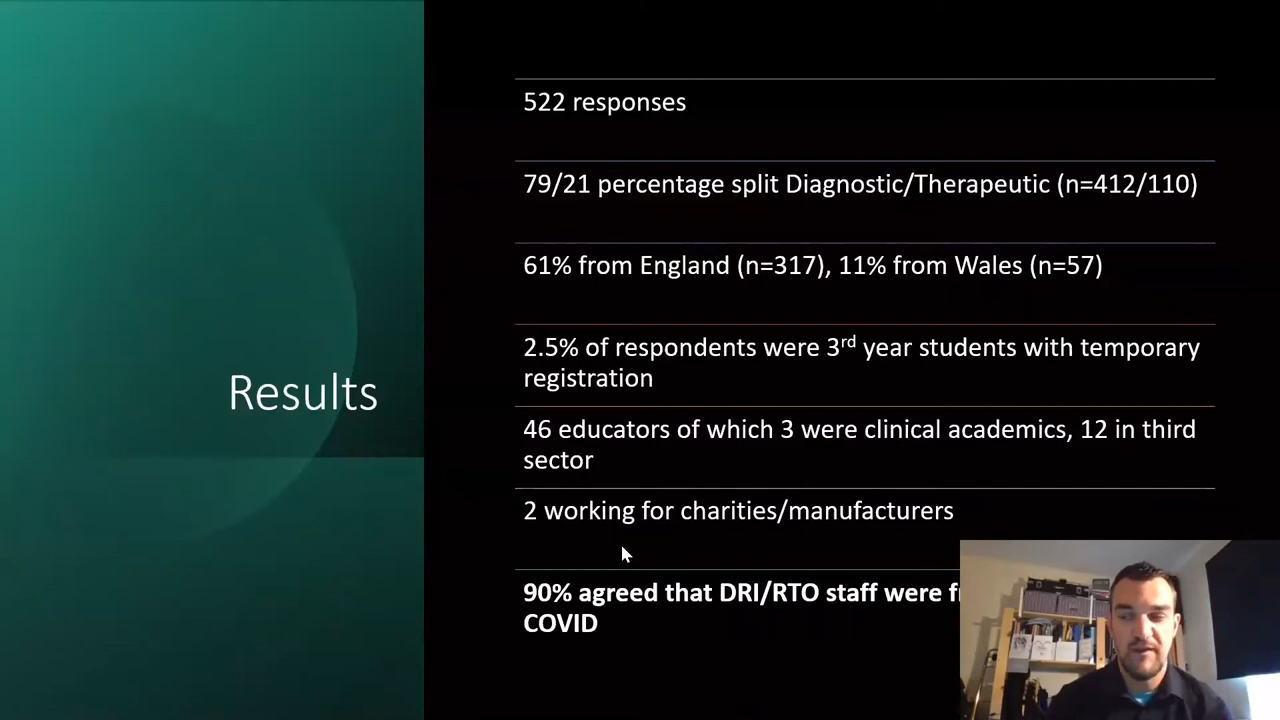 Results
522 responses
79/21 percentage split Diagnostic/Therapeutic (n=412/110)
61% from England (n=317), 11% from Wales (n=57)
2.5% of respondents were 3rd year students with temporary
registration
46 educators of which 3 were clinical academics, 12 in third
sector
2 working for charities/manufacturers
90% agreed that DRI/RTO staff were
COVID